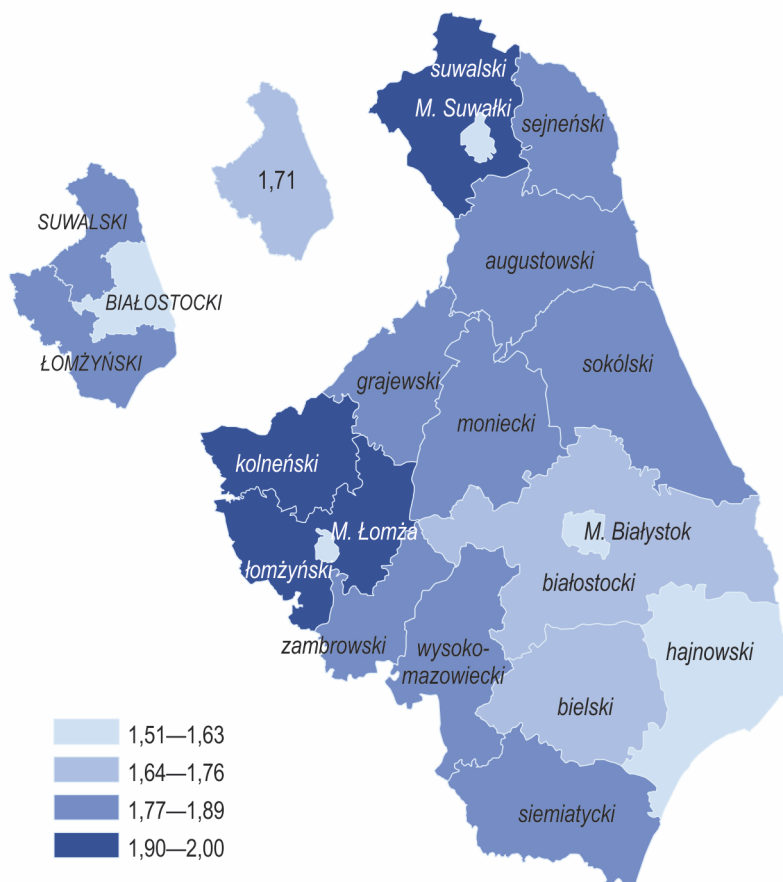 suwalski
M. Suwałki
sejneński
1,71
SUWALSKI
augustowski
BIAŁOSTOCKI
ŁOMŻYŃSKI
sokólski
grajewski
moniecki
kolneński
M. Łomża
M. Białystok
łomżyński
białostocki
zambrowski
wysoko-
mazowiecki
hajnowski
bielski
siemiatycki
1,51—1,63
1,64—1,76
1,77—1,89
1,90—2,00